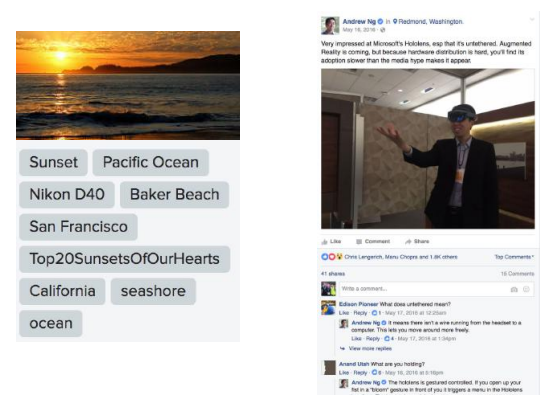 Sunset Pacific Ocean
Nikon D40 Baker Beach
San Francisco
Top20SunsetsOfOurHearts
California seashore
ocean
Andrew Ng in Redmond, Washington.
May 16, 2016
Very impressed at Microsoft's Hololens, esp that it's untethered. Augmented
Reality is coming, but because hardware distribution is hard, you'll find its
adoption slower than the media hype makes it appear.
Like Comment Share
Chris Lengerich, Manu Chopra and 1.8K others Top Comments
41 shares 15 Comments
Write a comment...
Edison Pioneer What does untethered mean?
Like · Reply · 1 · May 17, 2016 at 12:25am
Andrew Ng It means there isn't a wire running from the headset to a
computer. This lets you move around more freely.
Like · Reply · 4 · May 17, 2016 at 1:34pm
View more replies
Anand Utah What are you holding?
Like · Reply · 6 · May 16, 2016 at 5:16pm
Andrew Ng The hololens is gestured controlled. If you open up your
fist in a "bloom" gesture in front of you it triggers a menu in the Hololens